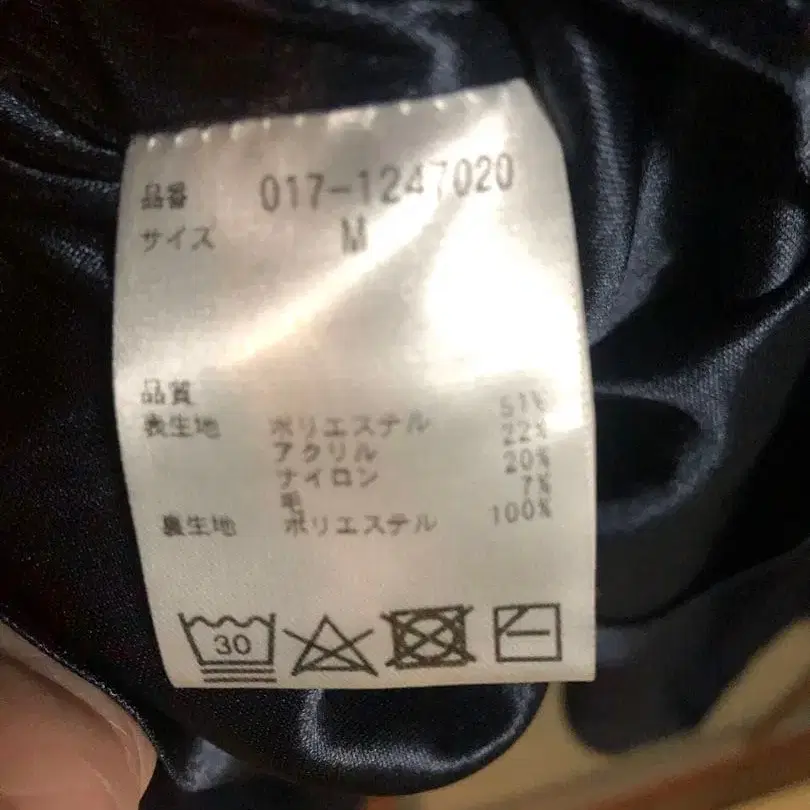 品番 017-1247020
サイズ M
品質
表生地 ポリエステル 51%
アクリル 22%
ナイロン 20%
毛 7%
裏生地 ポリエステル 100%
30